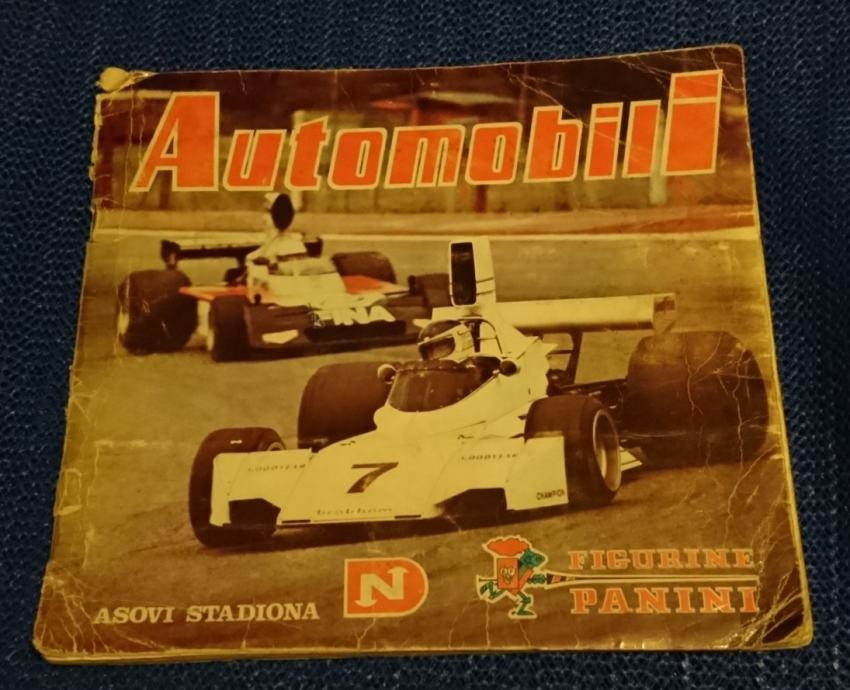 Automobili
FINA
GOODYEAR
GOODYEAR
7
brabham
CHAMPION
ASOVI STADIONA
FIGURINE
PANINI